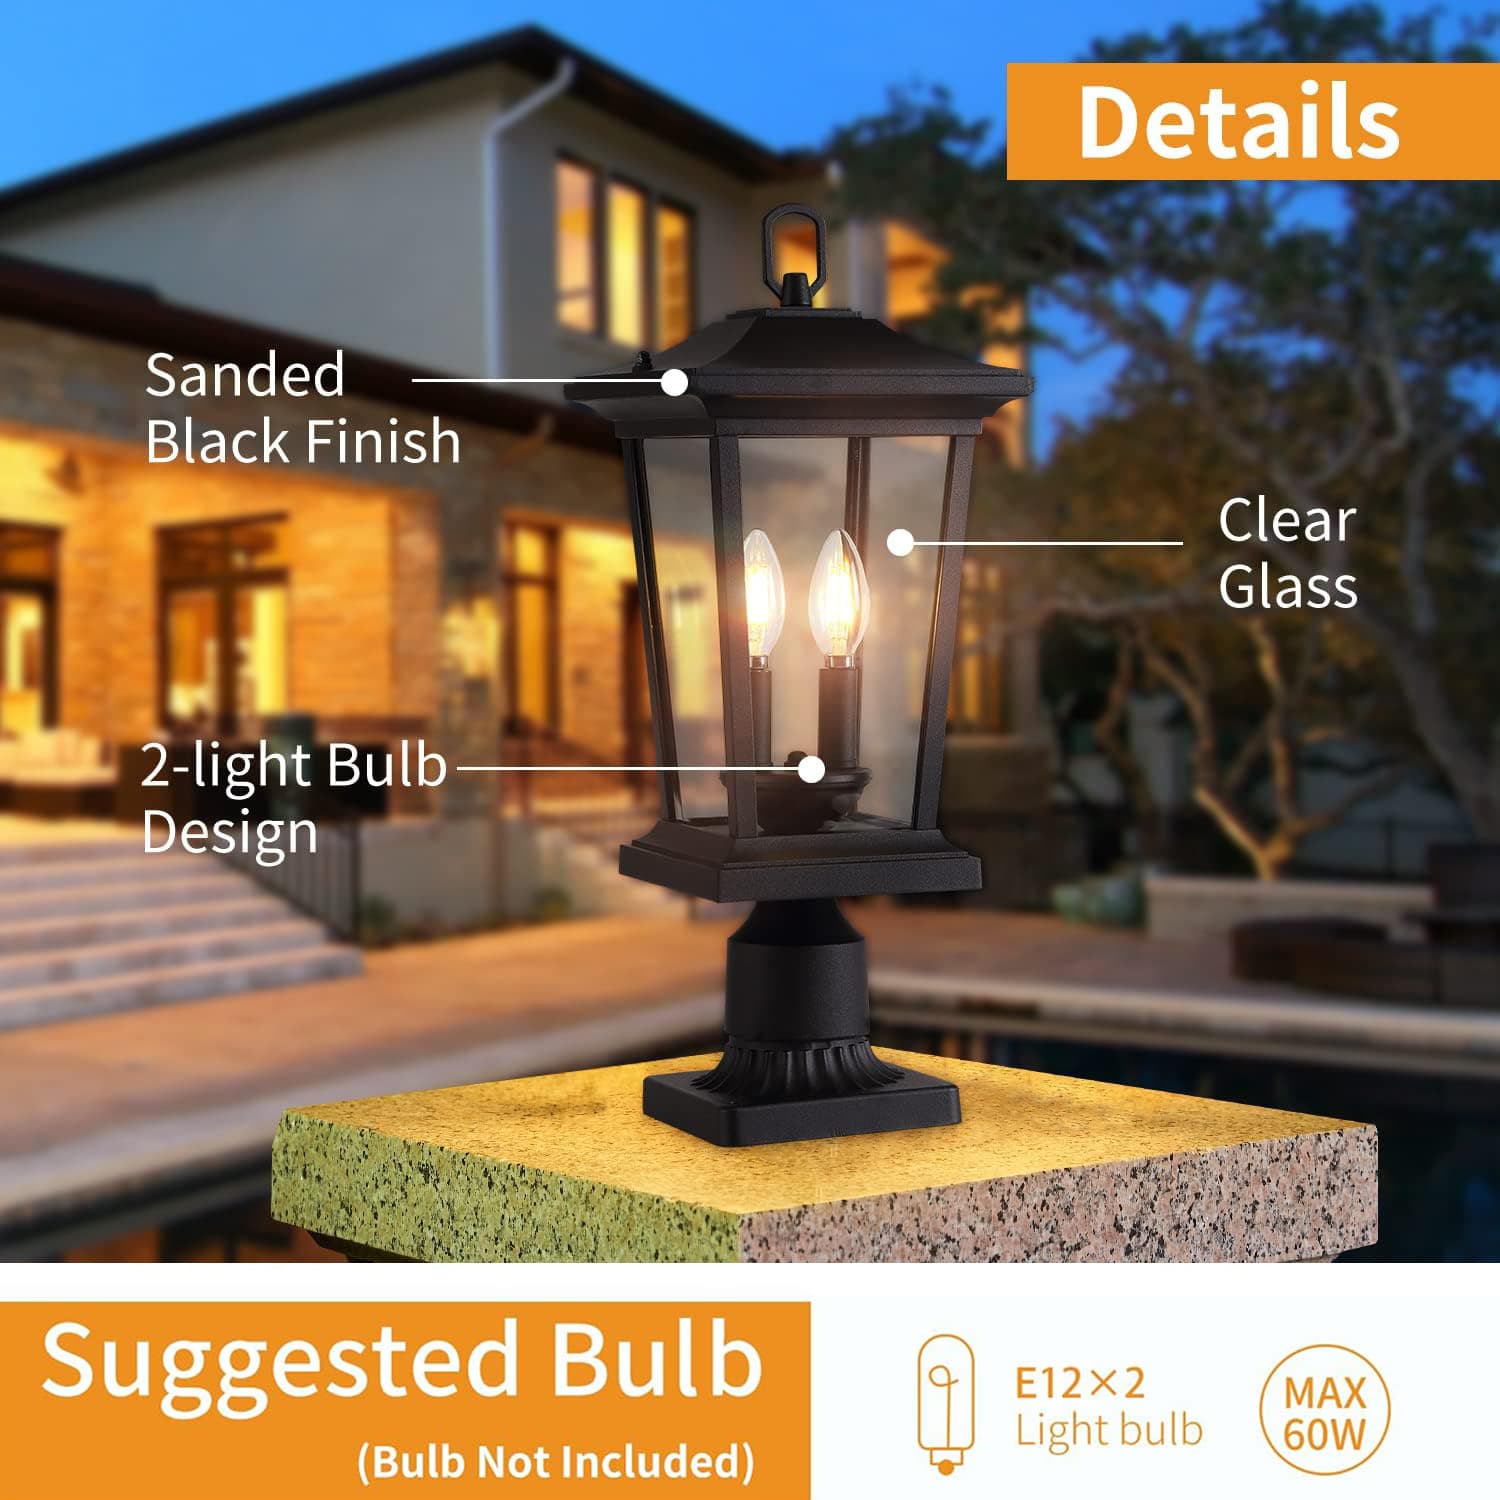 Details
Sanded
Black Finish
Clear
Glass
2-light Bulb
Design
Suggested Bulb
(Bulb Not Included)
E12×2
Light bulb
MAX
60W